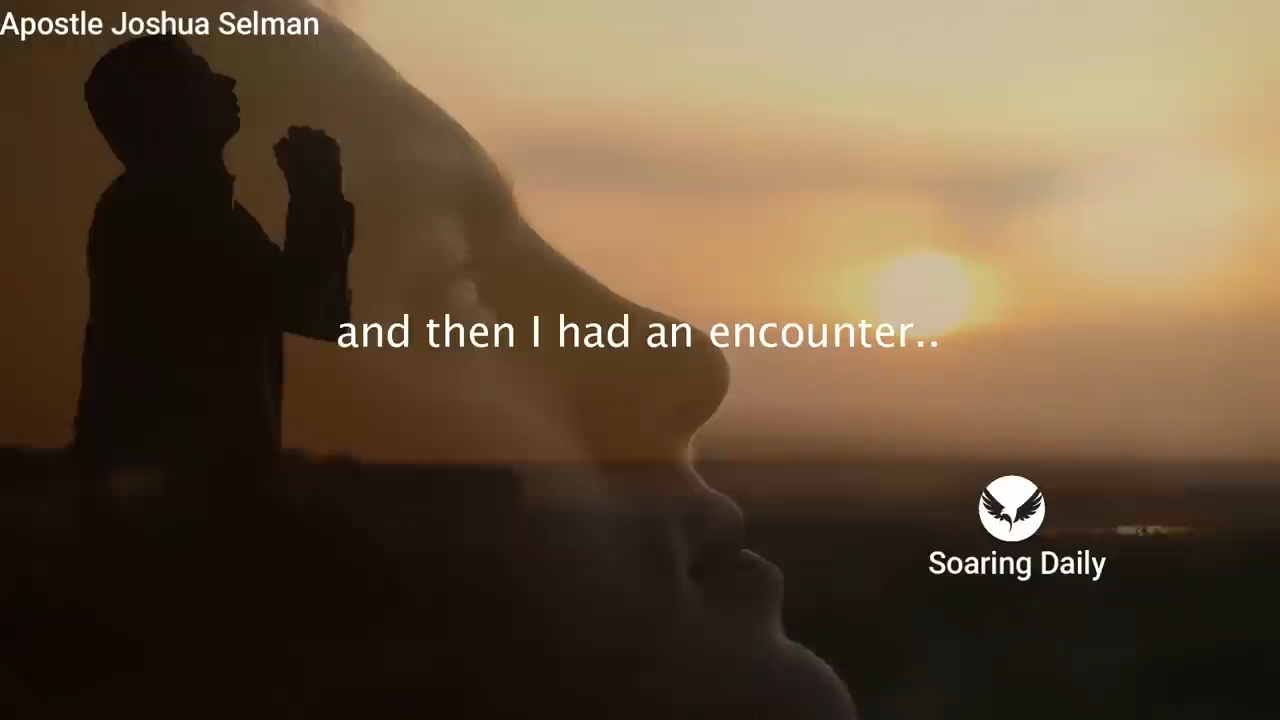 Apostle Joshua Selman
and then I had an encounter..
Soaring Daily